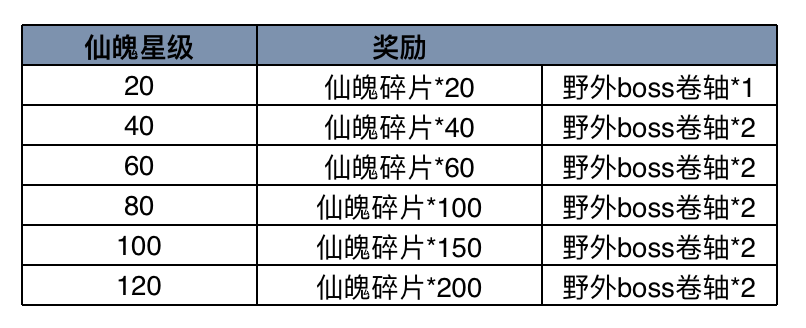 仙魄星级 奖励
20 仙魄碎片*20 野外boss卷轴*1
40 仙魄碎片*40 野外boss卷轴*2
60 仙魄碎片*60 野外boss卷轴*2
80 仙魄碎片*100 野外boss卷轴*2
100 仙魄碎片*150 野外boss卷轴*2
120 仙魄碎片*200 野外boss卷轴*2